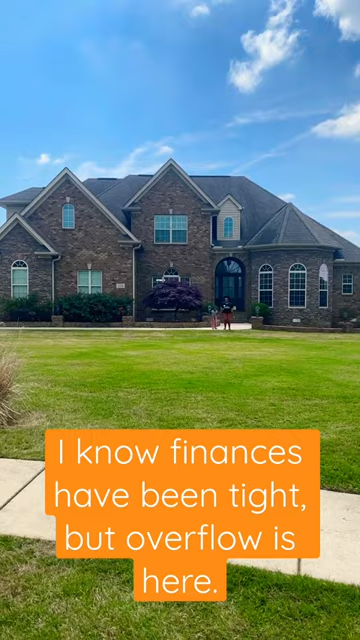 I know finances
have been tight,
but overflow is
here.